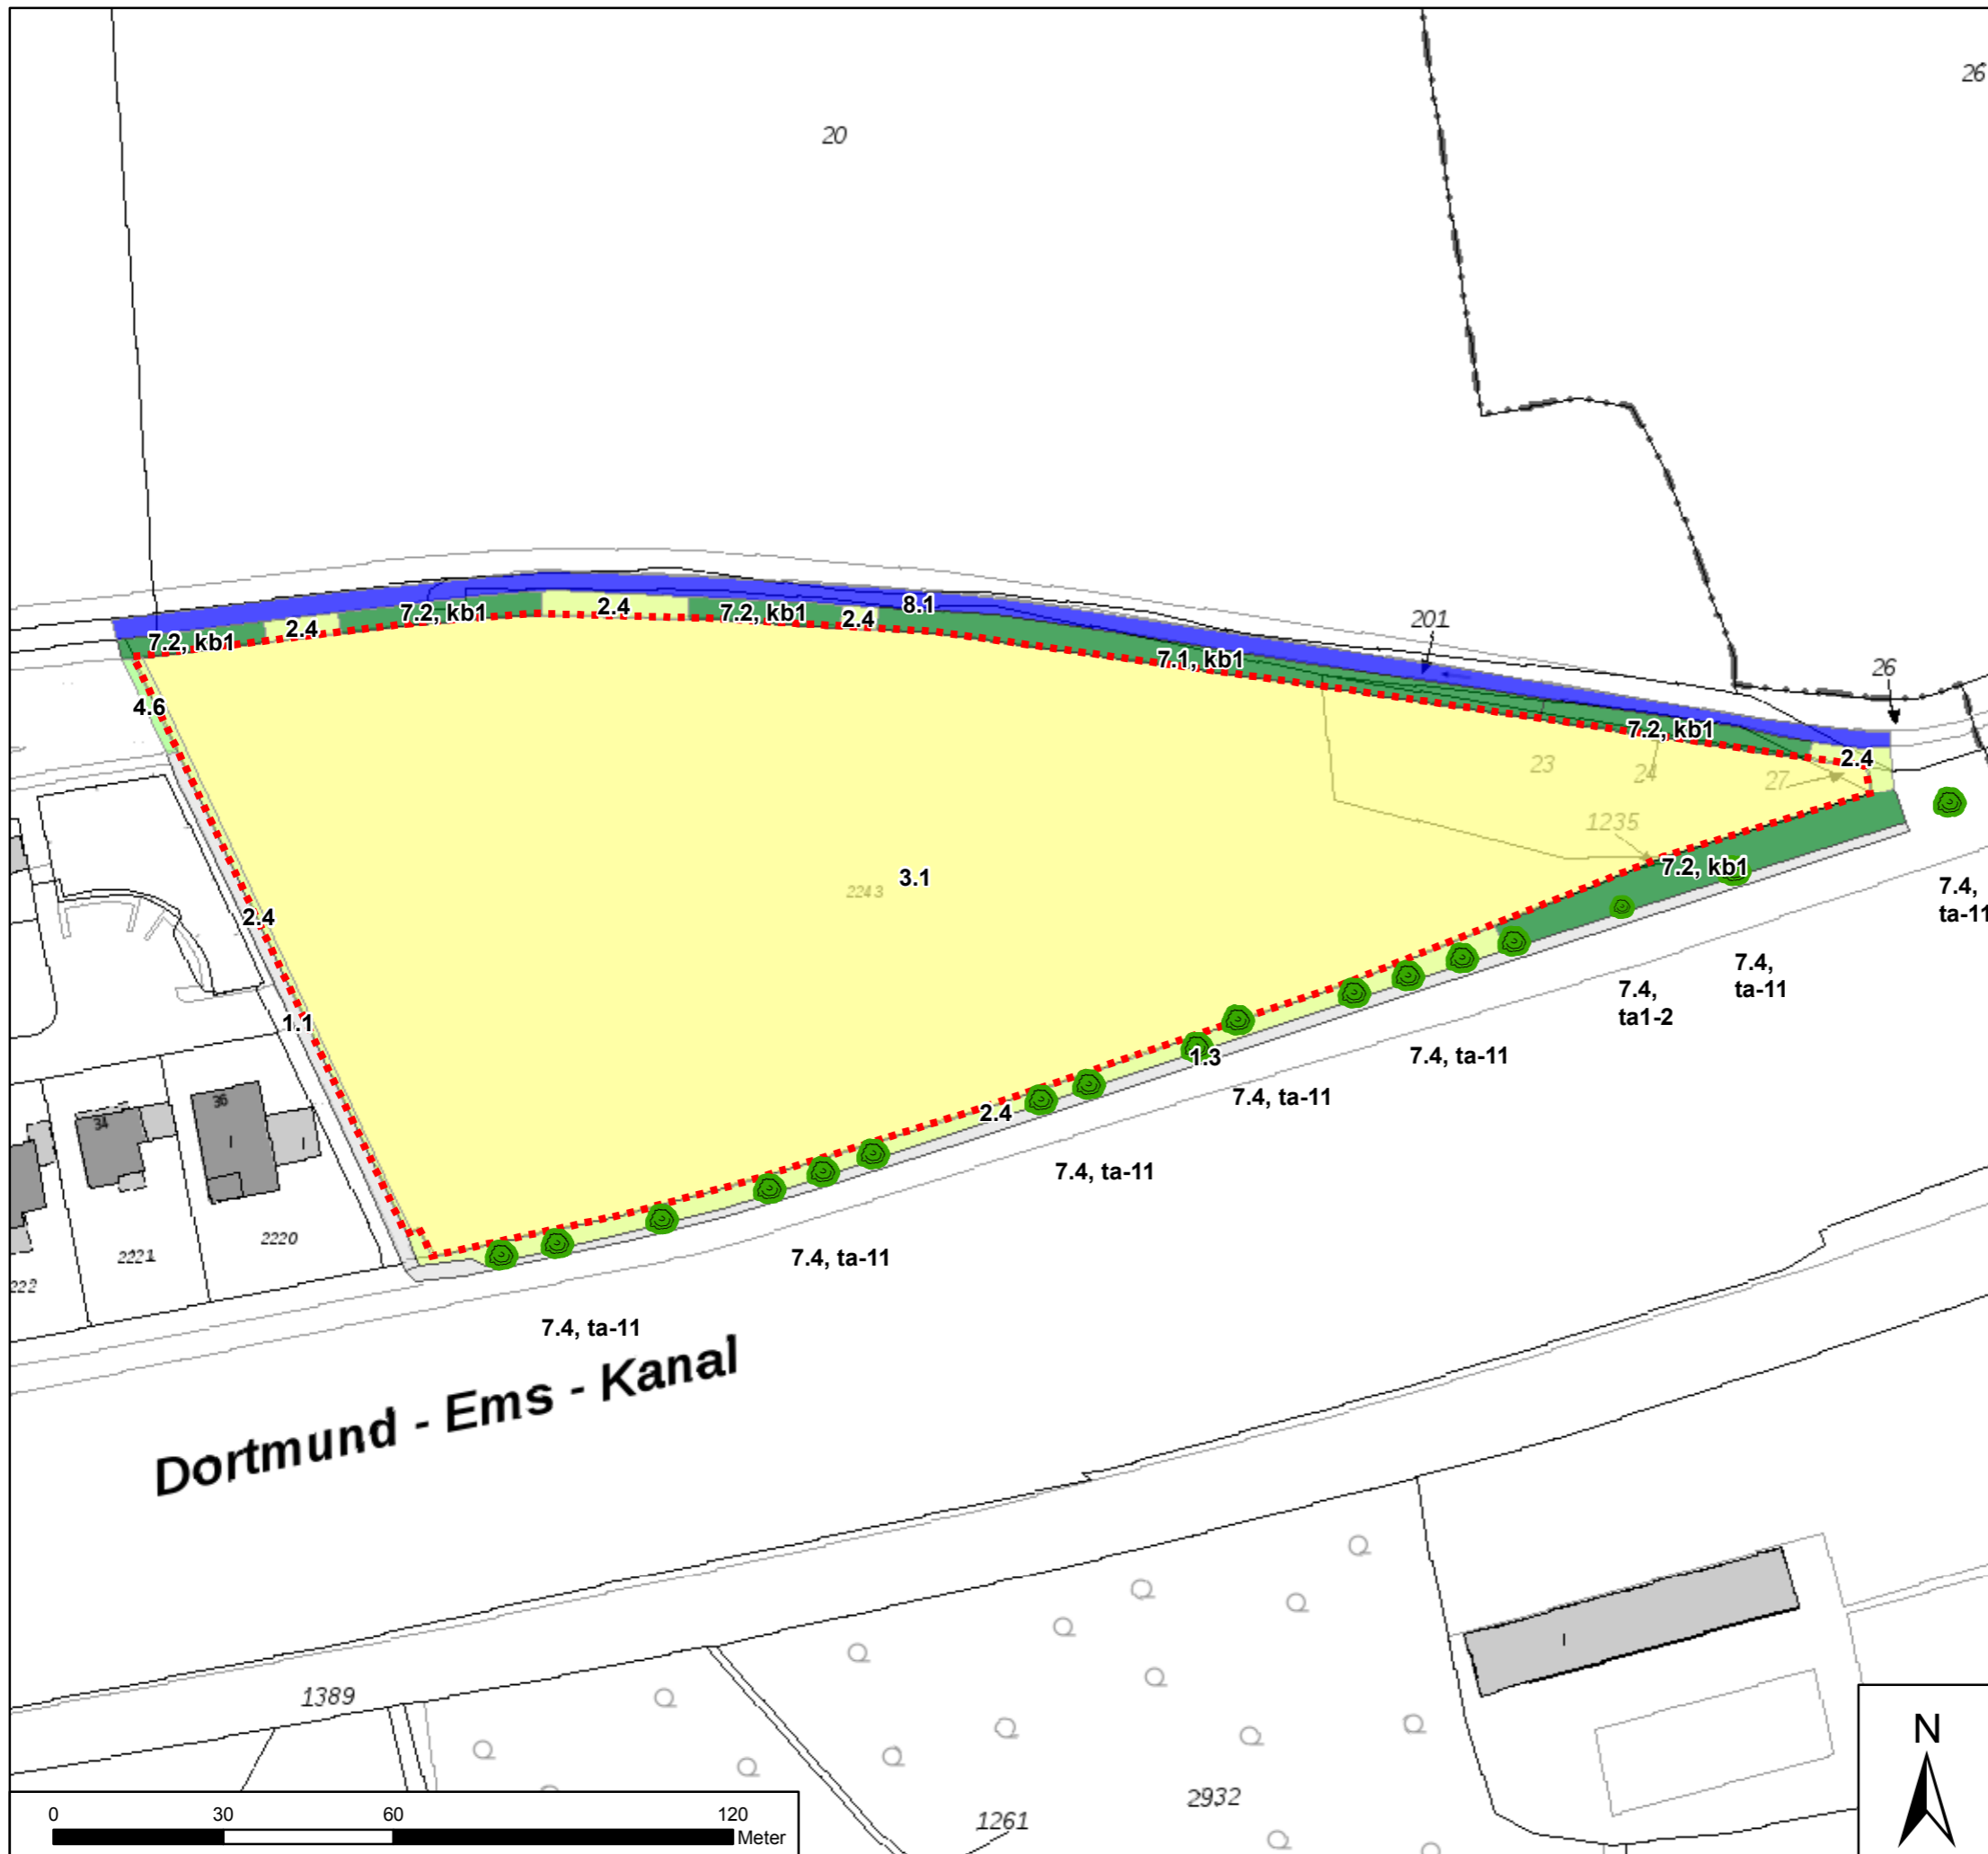 20
26
201
26
8.1
7.2, kb1
2.4
7.2, kb1
2.4
7.2, kb1
2.4
7.1, kb1
7.2, kb1
2.4
4.6
23
24
27
1235
7.2, kb1
2243
3.1
7.4,
ta-11
2.4
7.4,
ta-11
7.4,
ta1-2
1.1
1.3
7.4, ta-11
7.4, ta-11
2.4
7.4, ta-11
34
36
I
I
2220
2221
222
7.4, ta-11
7.4, ta-11
Dortmund - Ems - Kanal
I
1389
2932
1261
N
0 30 60 120
Meter